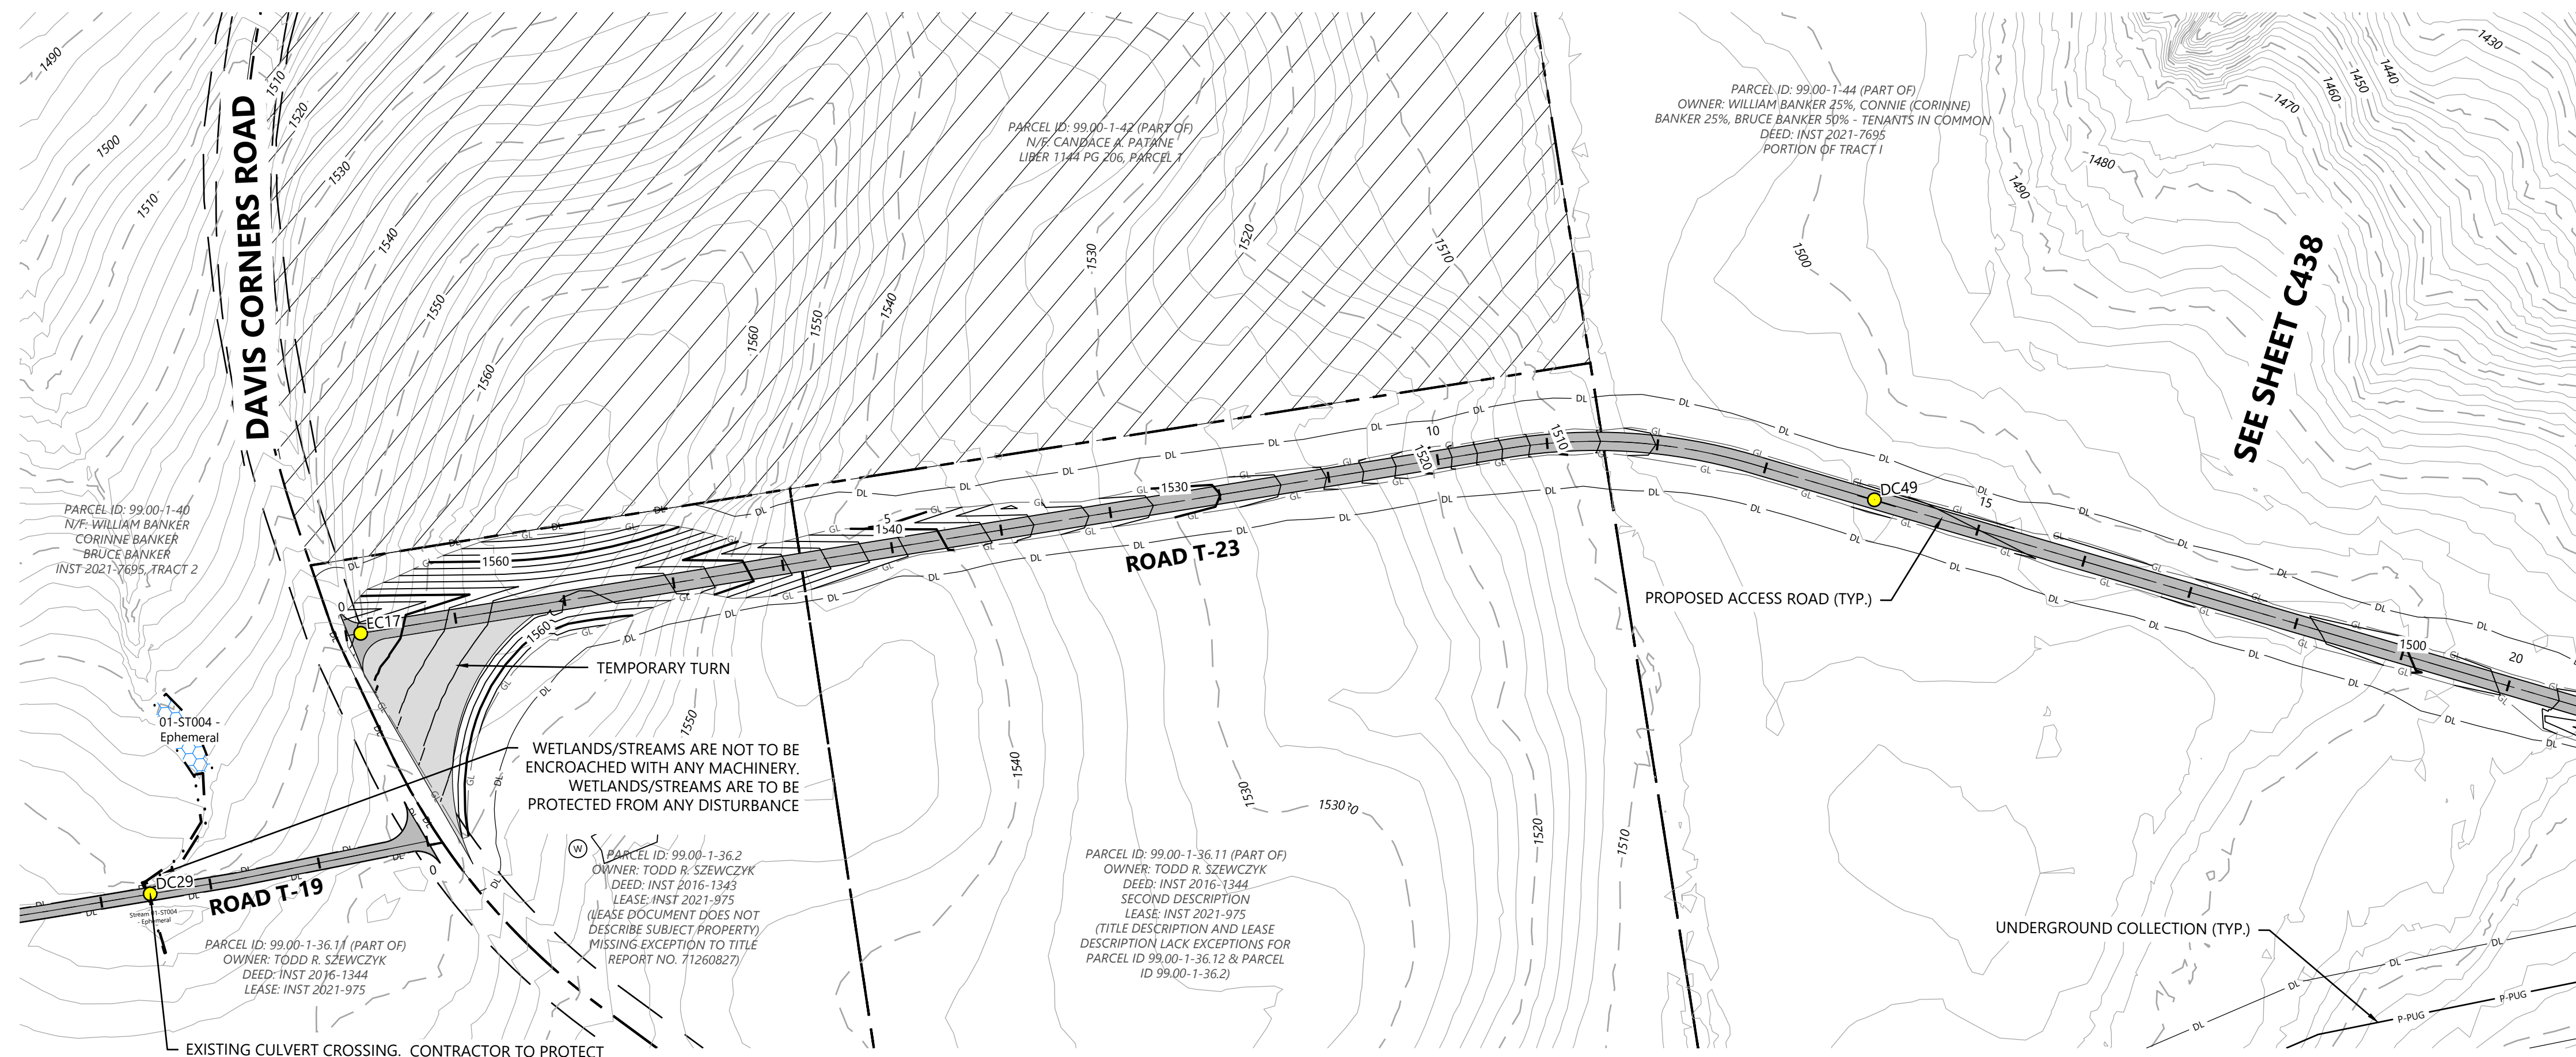 1490
1500
1510
DAVIS CORNERS ROAD
1510
1520
1530
1540
1550
1560
1560
1550
1540
1530
1520
1510
PARCEL ID: 99.00-1-42 (PART OF)
N/F: CANDACE A. PATANE
LIBER 1144 PG 206, PARCEL 1
PARCEL ID: 99.00-1-44 (PART OF)
OWNER: WILLIAM BANKER 25%, CONNIE (CORINNE)
BANKER 25%, BRUCE BANKER 50% - TENANTS IN COMMON
DEED: INST 2021-7695
PORTION OF TRACT I
1500
1490
1480
1470
1460
1450
1440
1430
SEE SHEET C438
PARCEL ID: 99.00-1-40
N/F: WILLIAM BANKER
CORINNE BANKER
BRUCE BANKER
INST 2021-7695, TRACT 2
0
EC17
1560
5
1540
1530
10
1520
1510
DC49
15
1500
20
ROAD T-23
PROPOSED ACCESS ROAD (TYP.)
1560
TEMPORARY TURN
1550
01-ST004 -
Ephemeral
WETLANDS/STREAMS ARE NOT TO BE
ENCROACHED WITH ANY MACHINERY.
WETLANDS/STREAMS ARE TO BE
PROTECTED FROM ANY DISTURBANCE
1540
1530
1530
1520
1510
W
PARCEL ID: 99.00-1-36.2
OWNER: TODD R. SZEWCZYK
DEED: INST 2016-1343
LEASE: INST 2021-975
(LEASE DOCUMENT DOES NOT
DESCRIBE SUBJECT PROPERTY)
MISSING EXCEPTION TO TITLE
REPORT NO. 71260827)
PARCEL ID: 99.00-1-36.11 (PART OF)
OWNER: TODD R. SZEWCZYK
DEED: INST 2016-1344
SECOND DESCRIPTION
LEASE: INST 2021-975
(TITLE DESCRIPTION AND LEASE
DESCRIPTION LACK EXCEPTIONS FOR
PARCEL ID 99.00-1-36.12 & PARCEL
ID 99.00-1-36.2)
DC29
0
ROAD T-19
Stream 01-ST004
- Ephemeral
PARCEL ID: 99.00-1-36.11 (PART OF)
OWNER: TODD R. SZEWCZYK
DEED: INST 2016-1344
LEASE: INST 2021-975
UNDERGROUND COLLECTION (TYP.)
DL
DL
DL
P-PUG
P-PUG
EXISTING CULVERT CROSSING. CONTRACTOR TO PROTECT